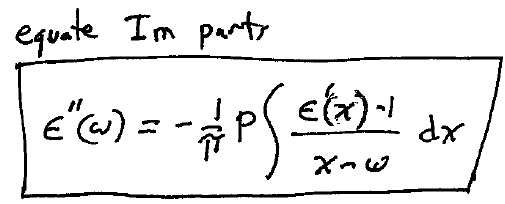 equate Im parts
ϵ''(ω) = -1/π P∫ (ϵ'(x)-1)/(x-ω) dx